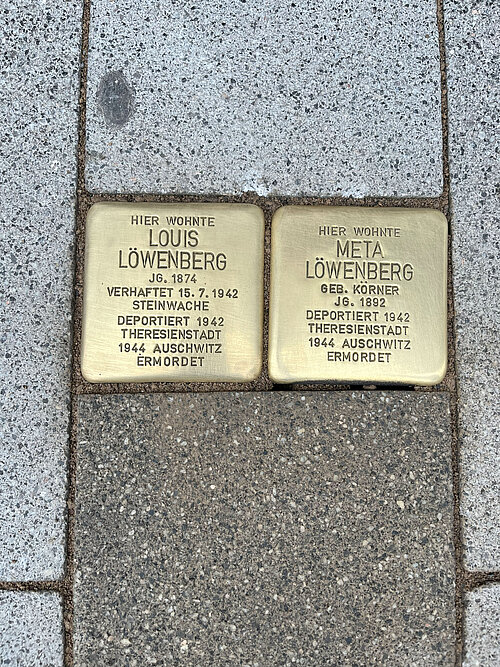 HIER WOHNTE
LOUIS
LÖWENBERG
JG. 1874
VERHAFTET 15. 7. 1942
STEINWACHE
DEPORTIERT 1942
THERESIENSTADT
1944 AUSCHWITZ
ERMORDET
HIER WOHNTE
META
LÖWENBERG
GEB. KÖRNER
JG. 1892
DEPORTIERT 1942
THERESIENSTADT
1944 AUSCHWITZ
ERMORDET